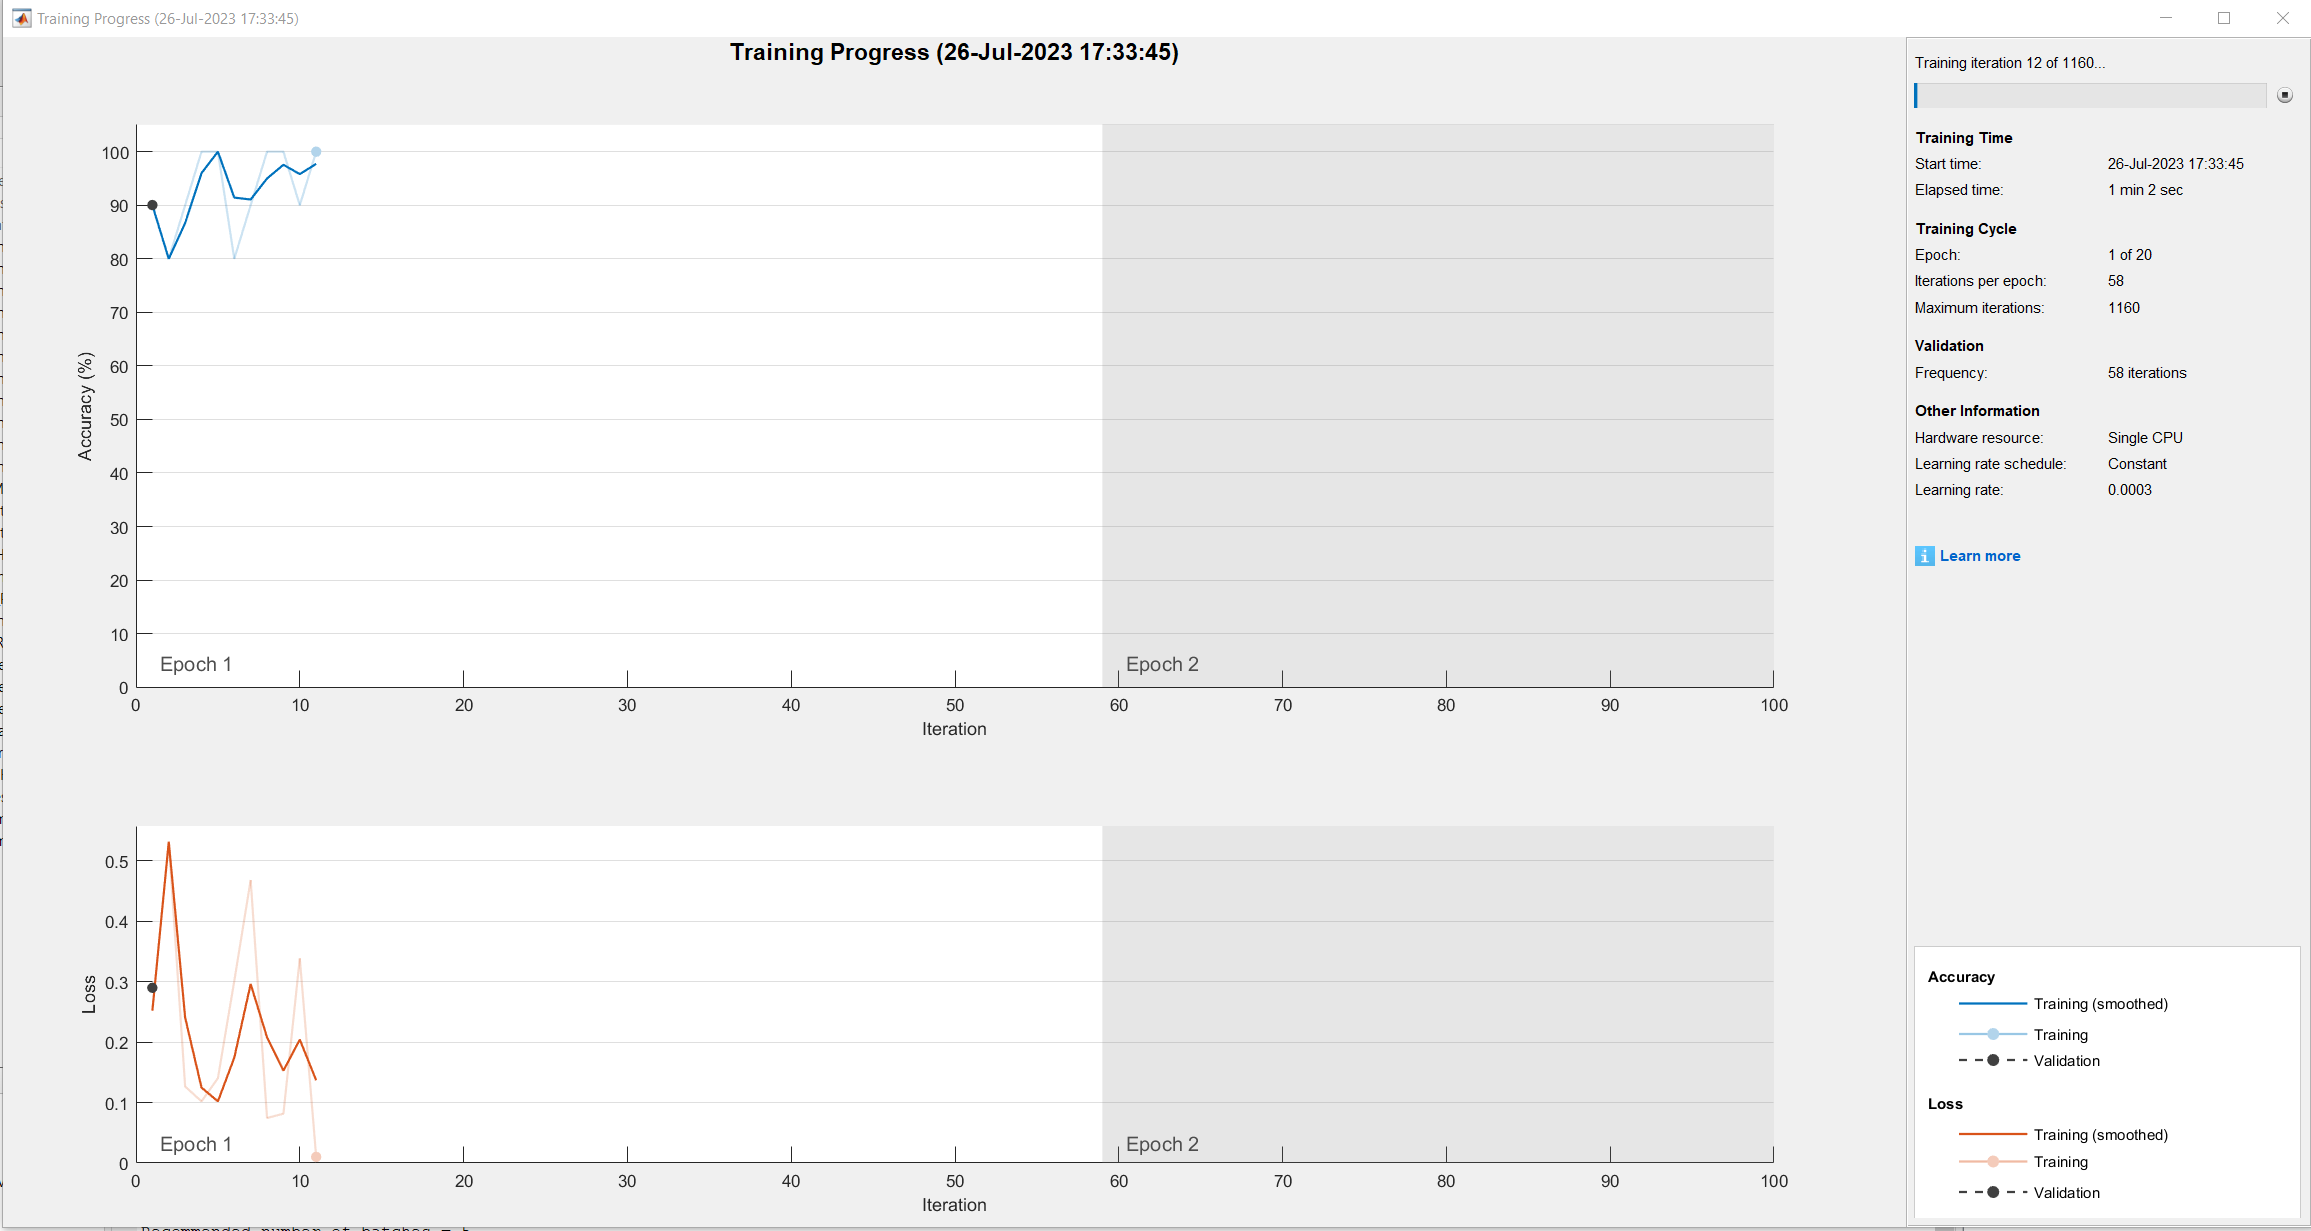 Training Progress (26-Jul-2023 17:33:45)
Training Progress (26-Jul-2023 17:33:45)
100
90
80
70
60
50
40
30
20
10
0
Accuracy (%)
Epoch 1
Epoch 2
0 10 20 30 40 50 60 70 80 90 100
Iteration
0.5
0.4
0.3
0.2
0.1
0
Loss
Epoch 1
Epoch 2
0 10 20 30 40 50 60 70 80 90 100
Iteration
Training iteration 12 of 1160...
Training Time
Start time: 26-Jul-2023 17:33:45
Elapsed time: 1 min 2 sec
Training Cycle
Epoch: 1 of 20
Iterations per epoch: 58
Maximum iterations: 1160
Validation
Frequency: 58 iterations
Other Information
Hardware resource: Single CPU
Learning rate schedule: Constant
Learning rate: 0.0003
i Learn more
Accuracy
Training (smoothed)
Training
Validation
Loss
Training (smoothed)
Training
Validation